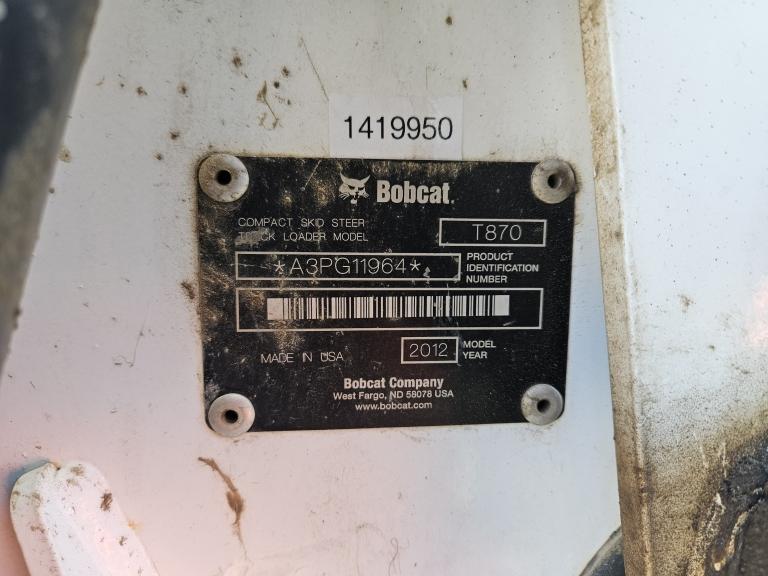 1419950
Bobcat.
COMPACT SKID STEER
TRACK LOADER MODEL
T870
*A3PG11964*
PRODUCT
IDENTIFICATION
NUMBER
MADE IN USA
2012
MODEL
YEAR
Bobcat Company
West Fargo, ND 58078 USA
www.bobcat.com